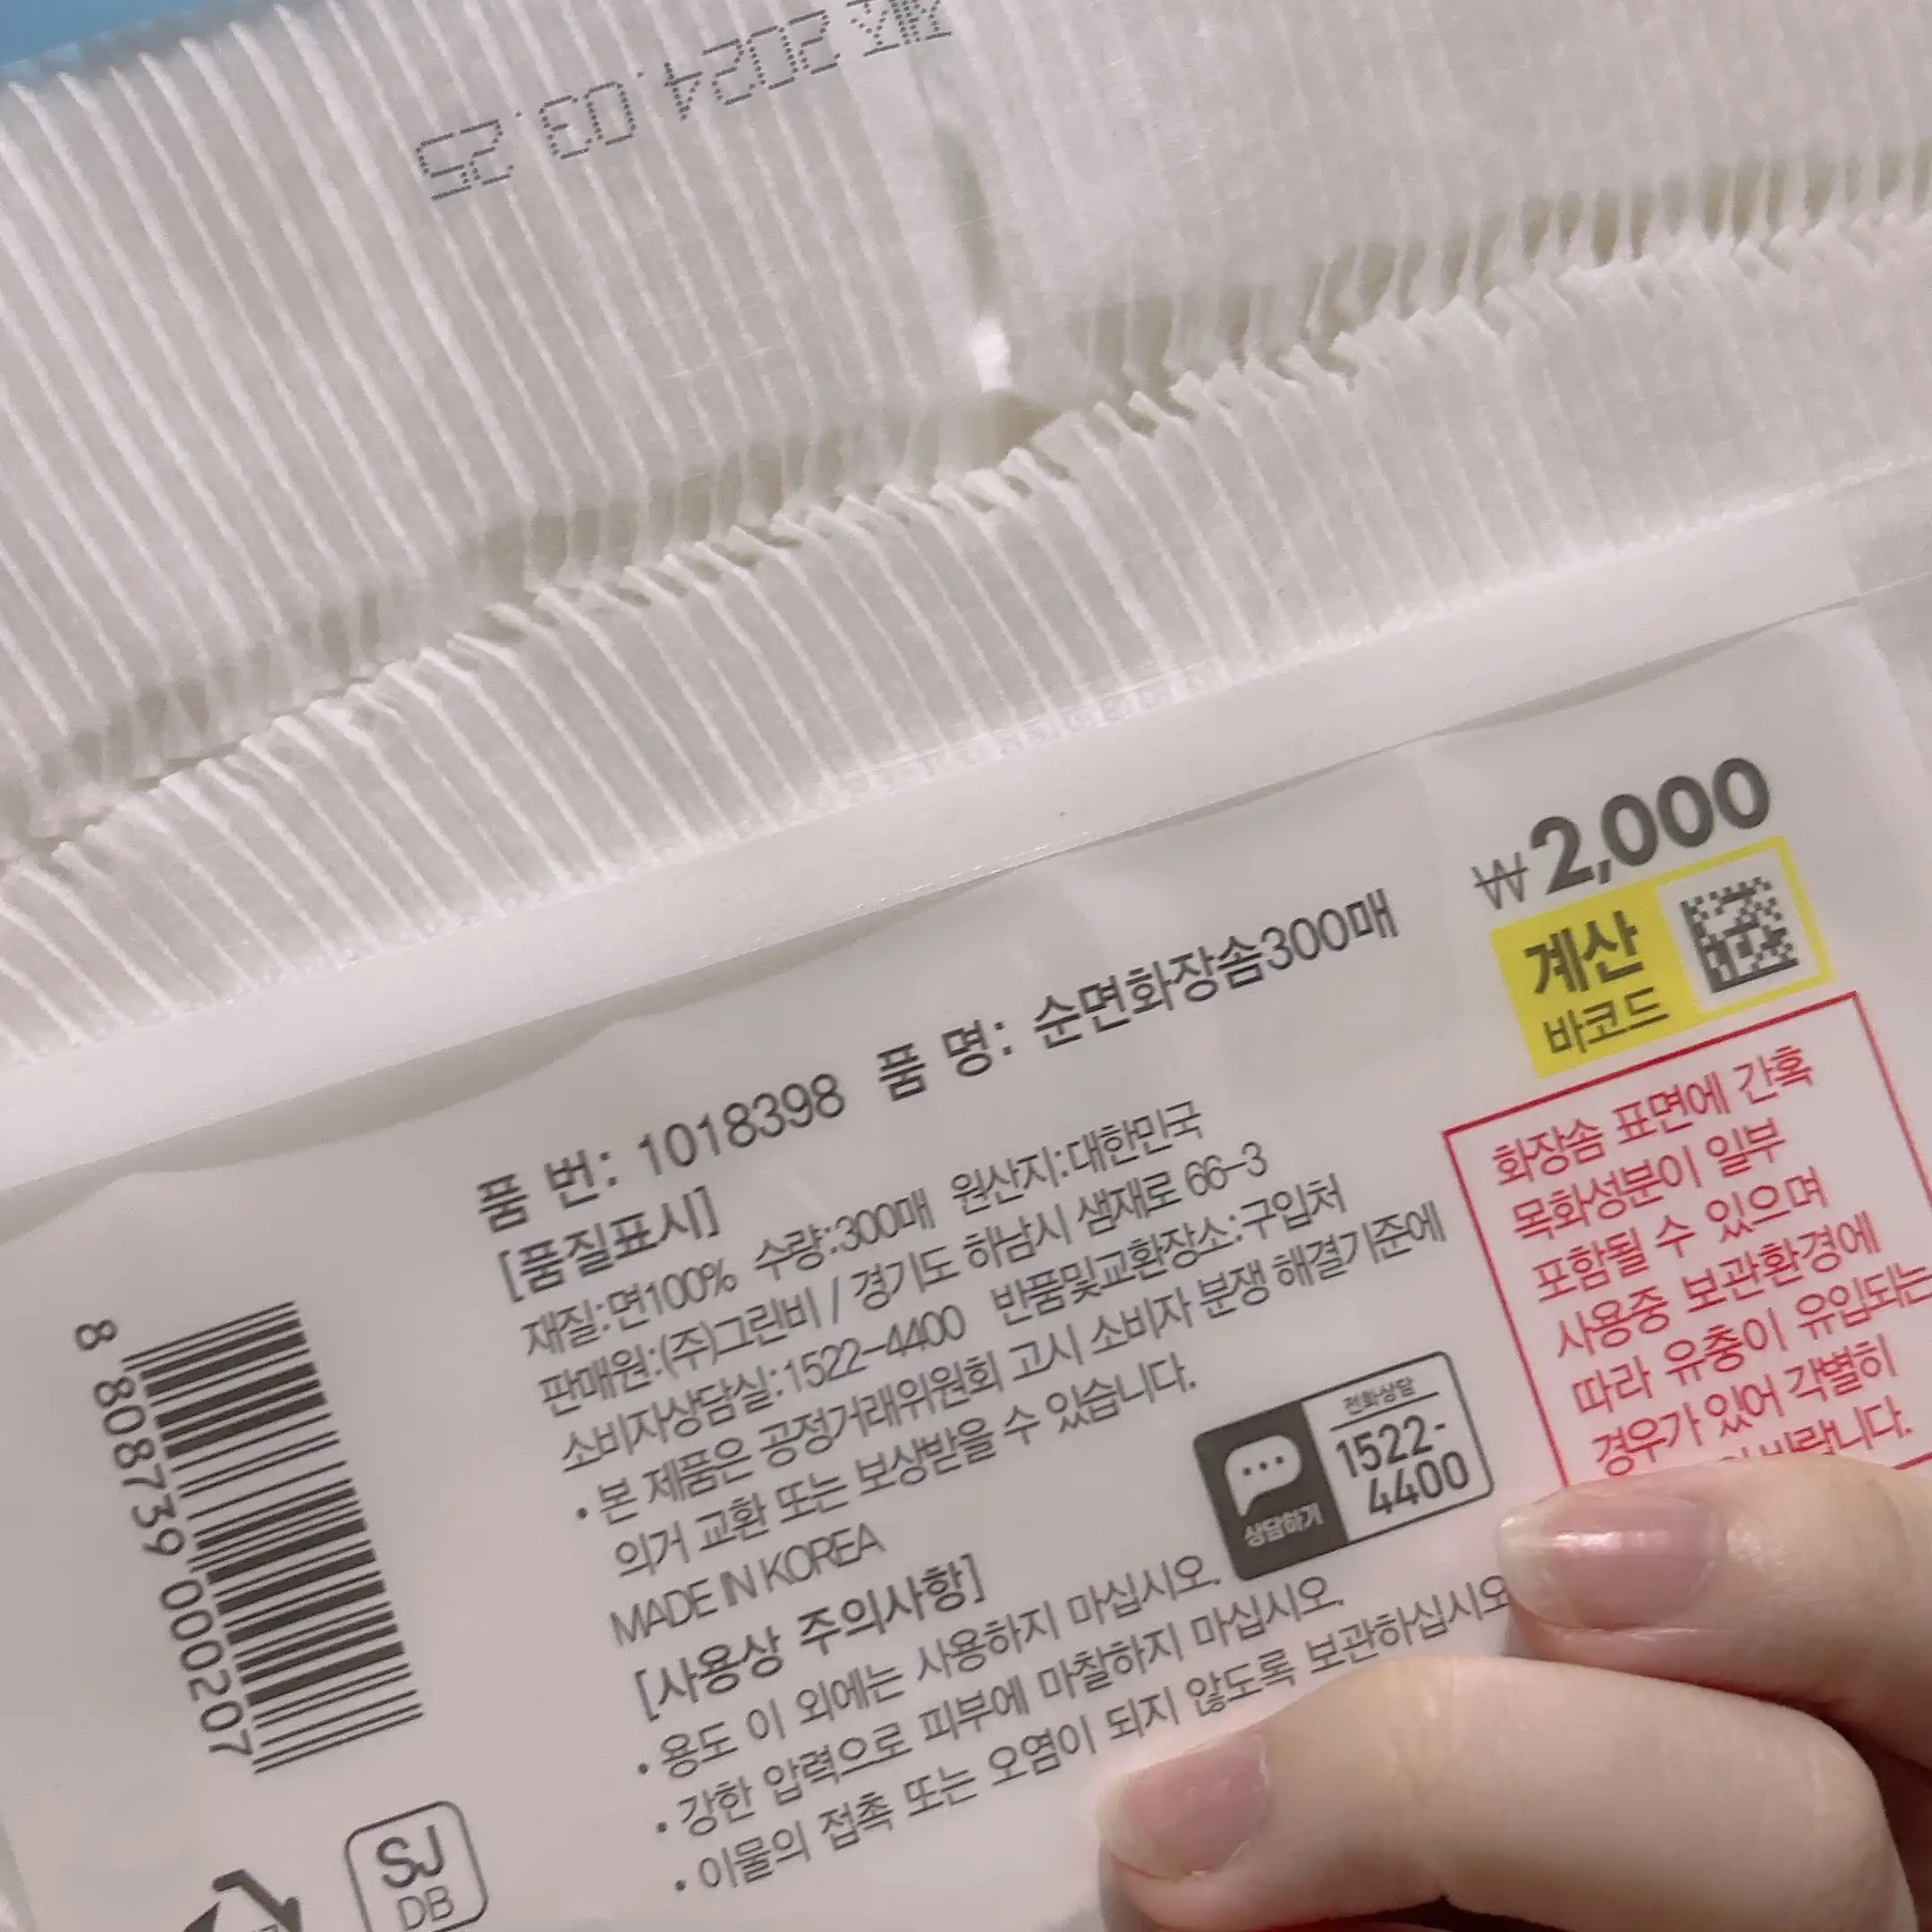 2024.03.25
₩2,000
계산
바코드
품 번: 1018398 품 명: 순면화장솜300매
[품질표시]
재질:면100% 수량:300매 원산지:대한민국
판매원:(주)그린비 / 경기도 하남시 샘재로 66-3
소비자상담실:1522-4400 반품및교환장소:구입처
• 본 제품은 공정거래위원회 고시 소비자 분쟁 해결기준에
의거 교환 또는 보상받을 수 있습니다.
MADE IN KOREA
[사용상 주의사항]
• 용도 이 외에는 사용하지 마십시오.
• 강한 압력으로 피부에 마찰하지 마십시오.
• 이물의 접촉 또는 오염이 되지 않도록 보관하십시오
전화상담
1522-
4400
상담하기
화장솜 표면에 간혹
목화성분이 일부
포함될 수 있으며
사용중 보관환경에
따라 유충이 유입되는
경우가 있어 각별히
바랍니다.
8 808739 000207
SJ
DB